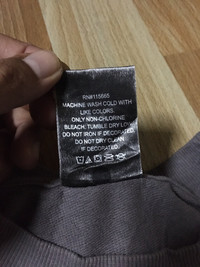 RN#115668
MACHINE WASH COLD WITH
LIKE COLORS.
ONLY NON-CHLORINE
BLEACH. TUMBLE DRY LOW.
DO NOT IRON IF DECORATED.
DO NOT DRY CLEAN
IF DECORATED.